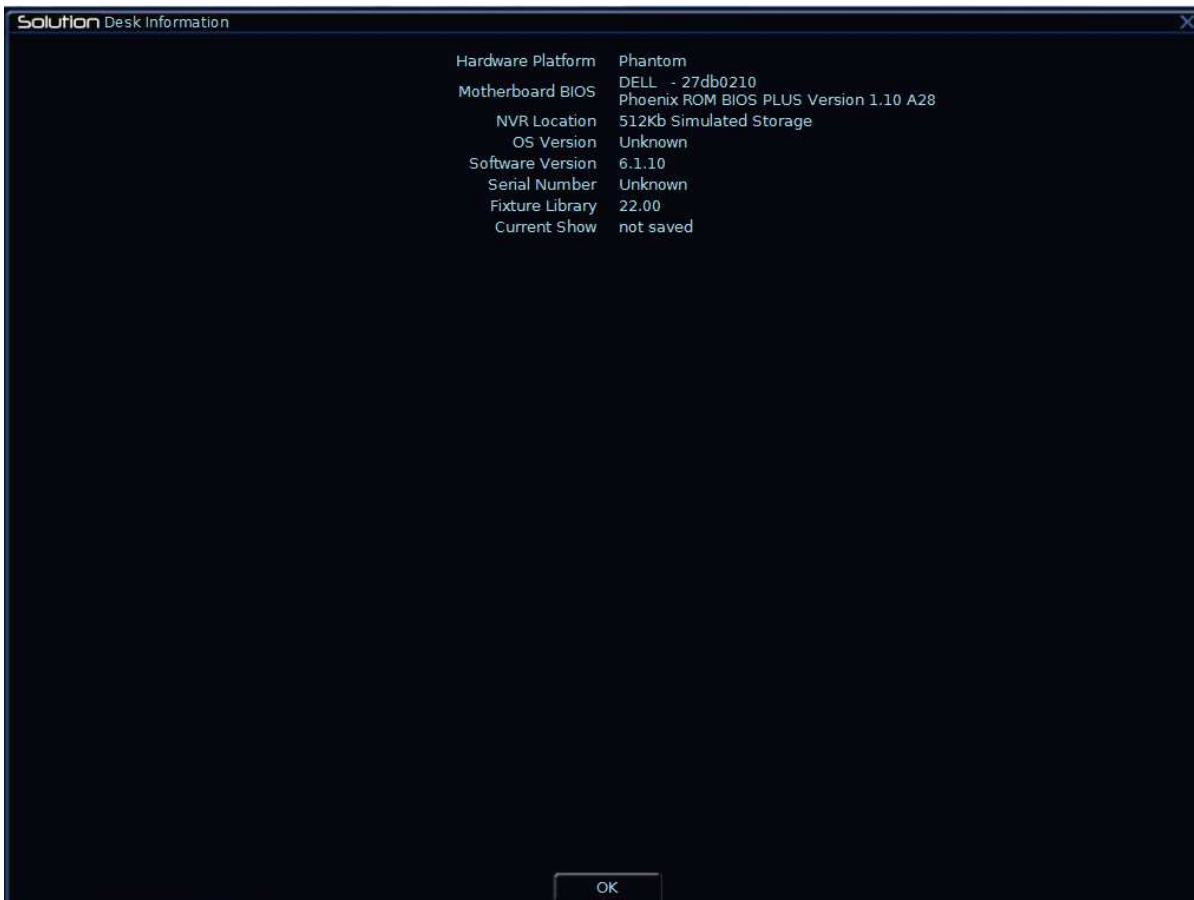 Solution Desk Information
Hardware Platform Phantom
Motherboard BIOS DELL - 27db0210
Phoenix ROM BIOS PLUS Version 1.10 A28
NVR Location 512Kb Simulated Storage
OS Version Unknown
Software Version 6.1.10
Serial Number Unknown
Fixture Library 22.00
Current Show not saved
OK